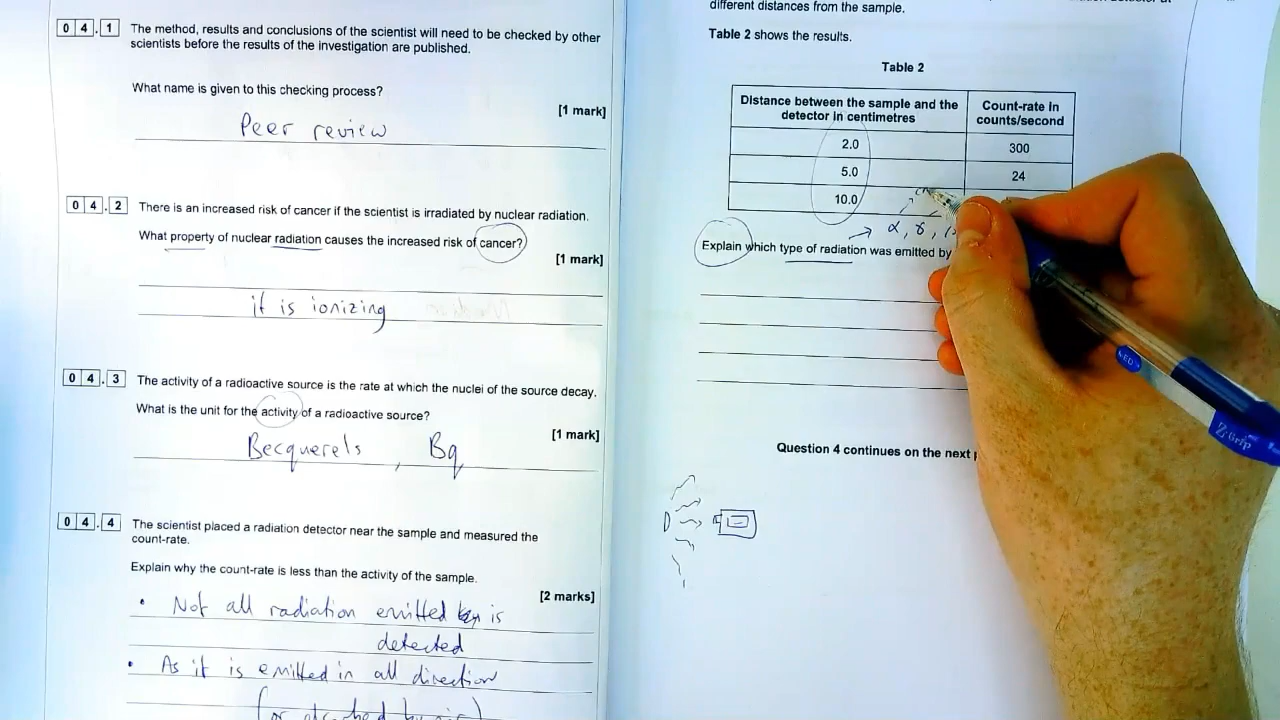 04.1 The method, results and conclusions of the scientist will need to be checked by other
scientists before the results of the investigation are published.
What name is given to this checking process?
[1 mark]
Peer review
04.2 There is an increased risk of cancer if the scientist is irradiated by nuclear radiation.
What property of nuclear radiation causes the increased risk of cancer?
[1 mark]
it is ionizing
04.3 The activity of a radioactive source is the rate at which the nuclei of the source decay.
What is the unit for the activity of a radioactive source?
[1 mark]
Becquerels, Bq
04.4 The scientist placed a radiation detector near the sample and measured the
count-rate.
Explain why the count-rate is less than the activity of the sample.
[2 marks]
• Not all radiation emitted is
detected
• As it is emitted in all direction
(or
different distances from the sample.
Table 2 shows the results.
Table 2
Distance between the sample and the
detector in centimetres
Count-rate in
counts/second
2.0 300
5.0 24
10.0
α, γ,
Explain which type of radiation was emitted by
Question 4 continues on the next
Z-Grip